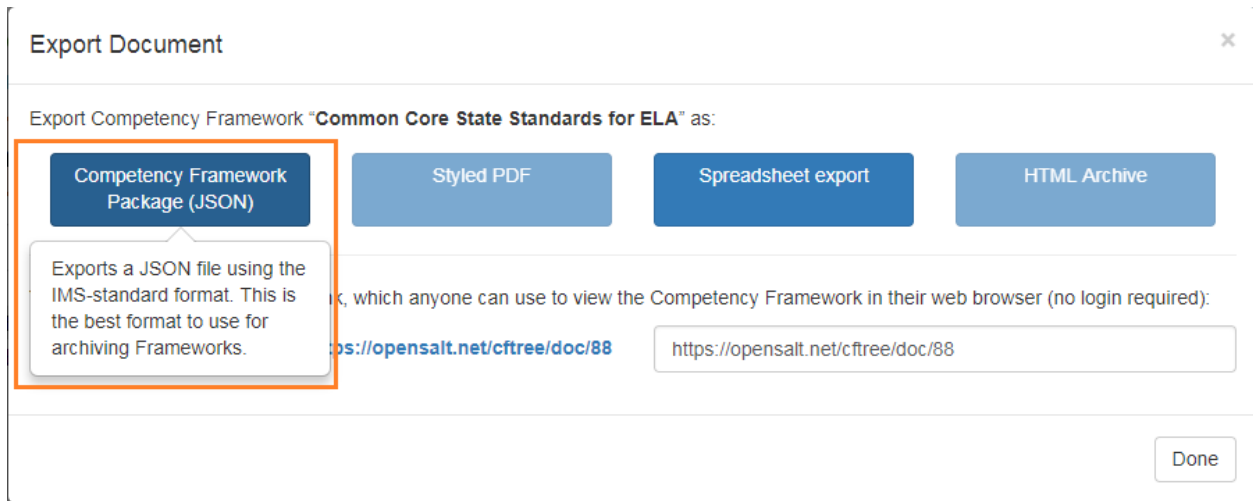 Export Document
×
Export Competency Framework “Common Core State Standards for ELA” as:
Competency Framework
Package (JSON)
Styled PDF
Spreadsheet export
HTML Archive
Exports a JSON file using the
IMS-standard format. This is
the best format to use for
archiving Frameworks.
, which anyone can use to view the Competency Framework in their web browser (no login required):
ps://opensalt.net/cftree/doc/88
https://opensalt.net/cftree/doc/88
Done